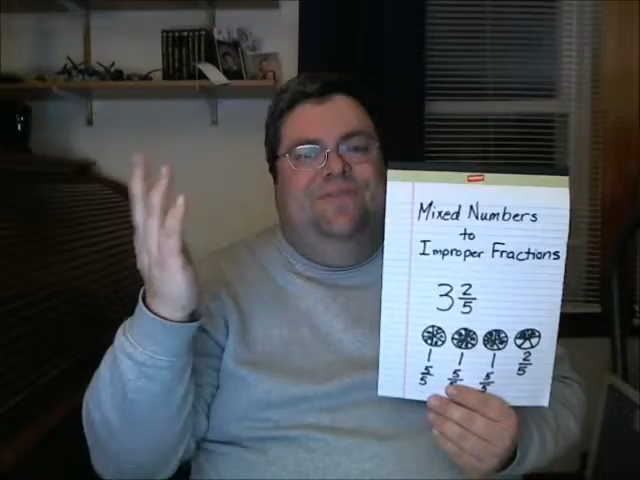 Mixed Numbers
to
Improper Fractions
3 2/5
1 1 1 2/5
5/5 5/5 5/5